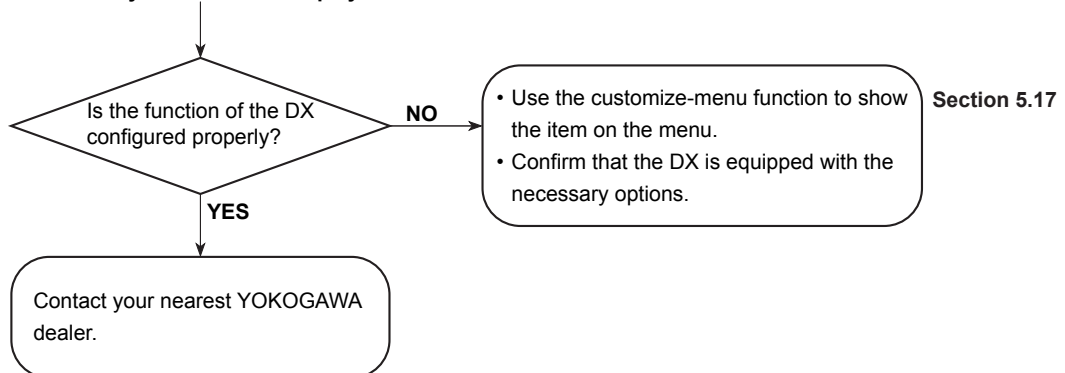 Is the function of the DX
configured properly?
NO
• Use the customize-menu function to show
the item on the menu.
• Confirm that the DX is equipped with the
necessary options.
Section 5.17
YES
Contact your nearest YOKOGAWA
dealer.